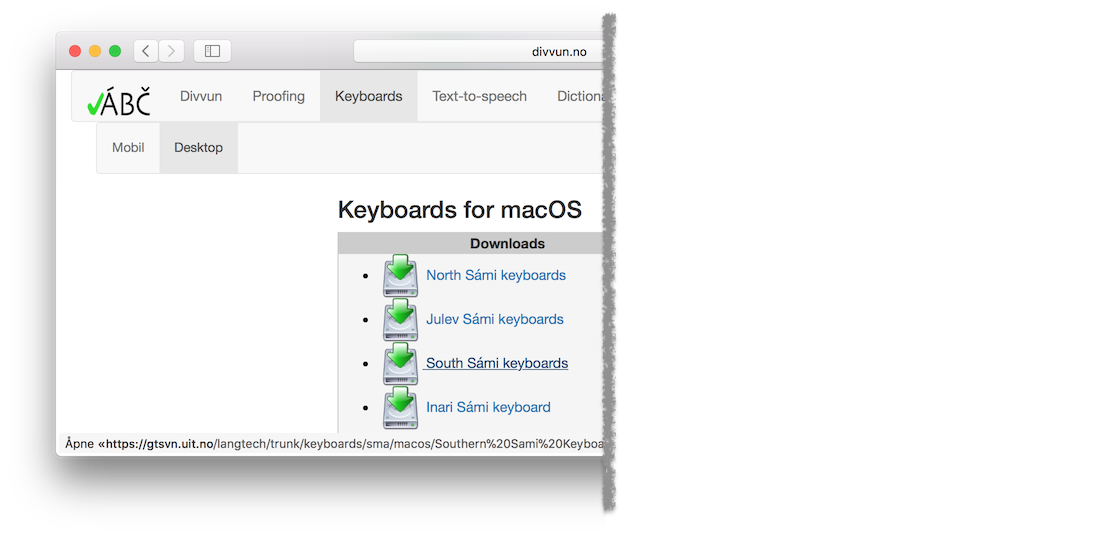 divvun.no
ÁBČ Divvun Proofing Keyboards Text-to-speech
Mobil Desktop
Keyboards for macOS
Downloads
North Sámi keyboards
Julev Sámi keyboards
South Sámi keyboards
Inari Sámi keyboard
Åpne «https://gtsvn.uit.no/langtech/trunk/keyboards/sma/macos/Southern%20Sami%20Keyboa